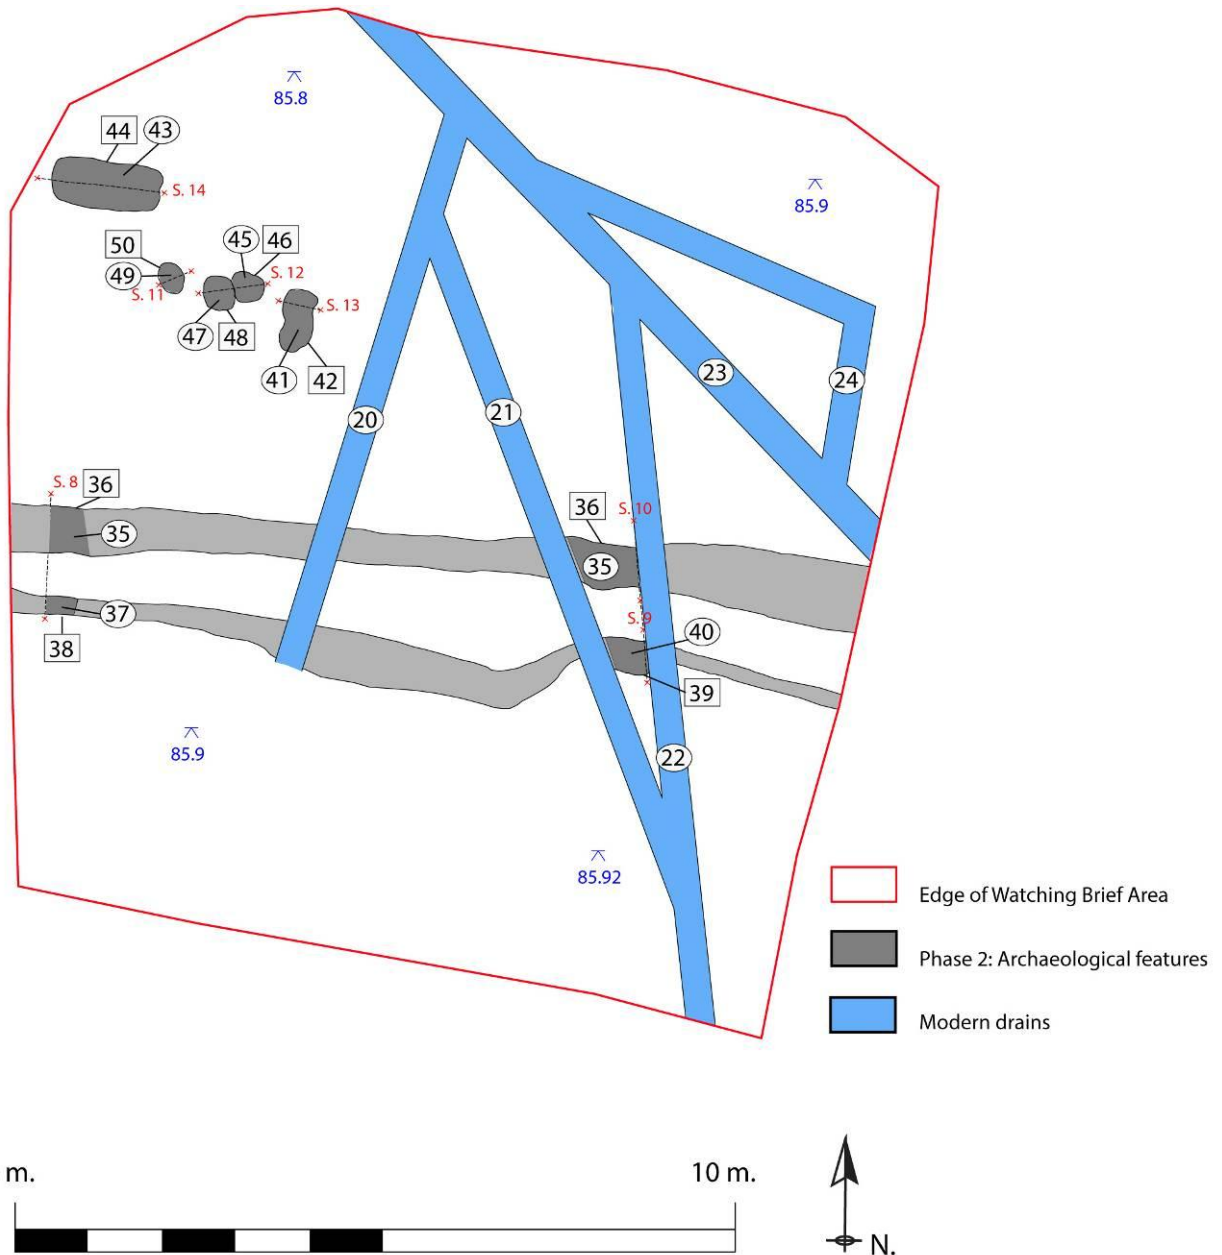 85.8
44 43
85.9
S. 14
50 45 46
49 S. 12
S. 11
S. 13
47 48
41 42
23 24
20 21
S. 8 36
36 S. 10
35
35
37 S. 9
40
38
39
85.9
22
85.92
Edge of Watching Brief Area
Phase 2: Archaeological features
Modern drains
m. 10 m.
N.